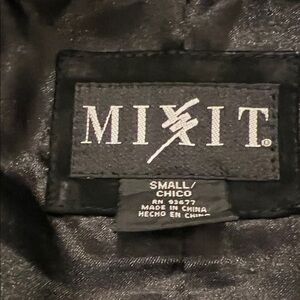 MIXIT®
SMALL/
CHICO
RN 93677
MADE IN CHINA
HECHO EN CHINA